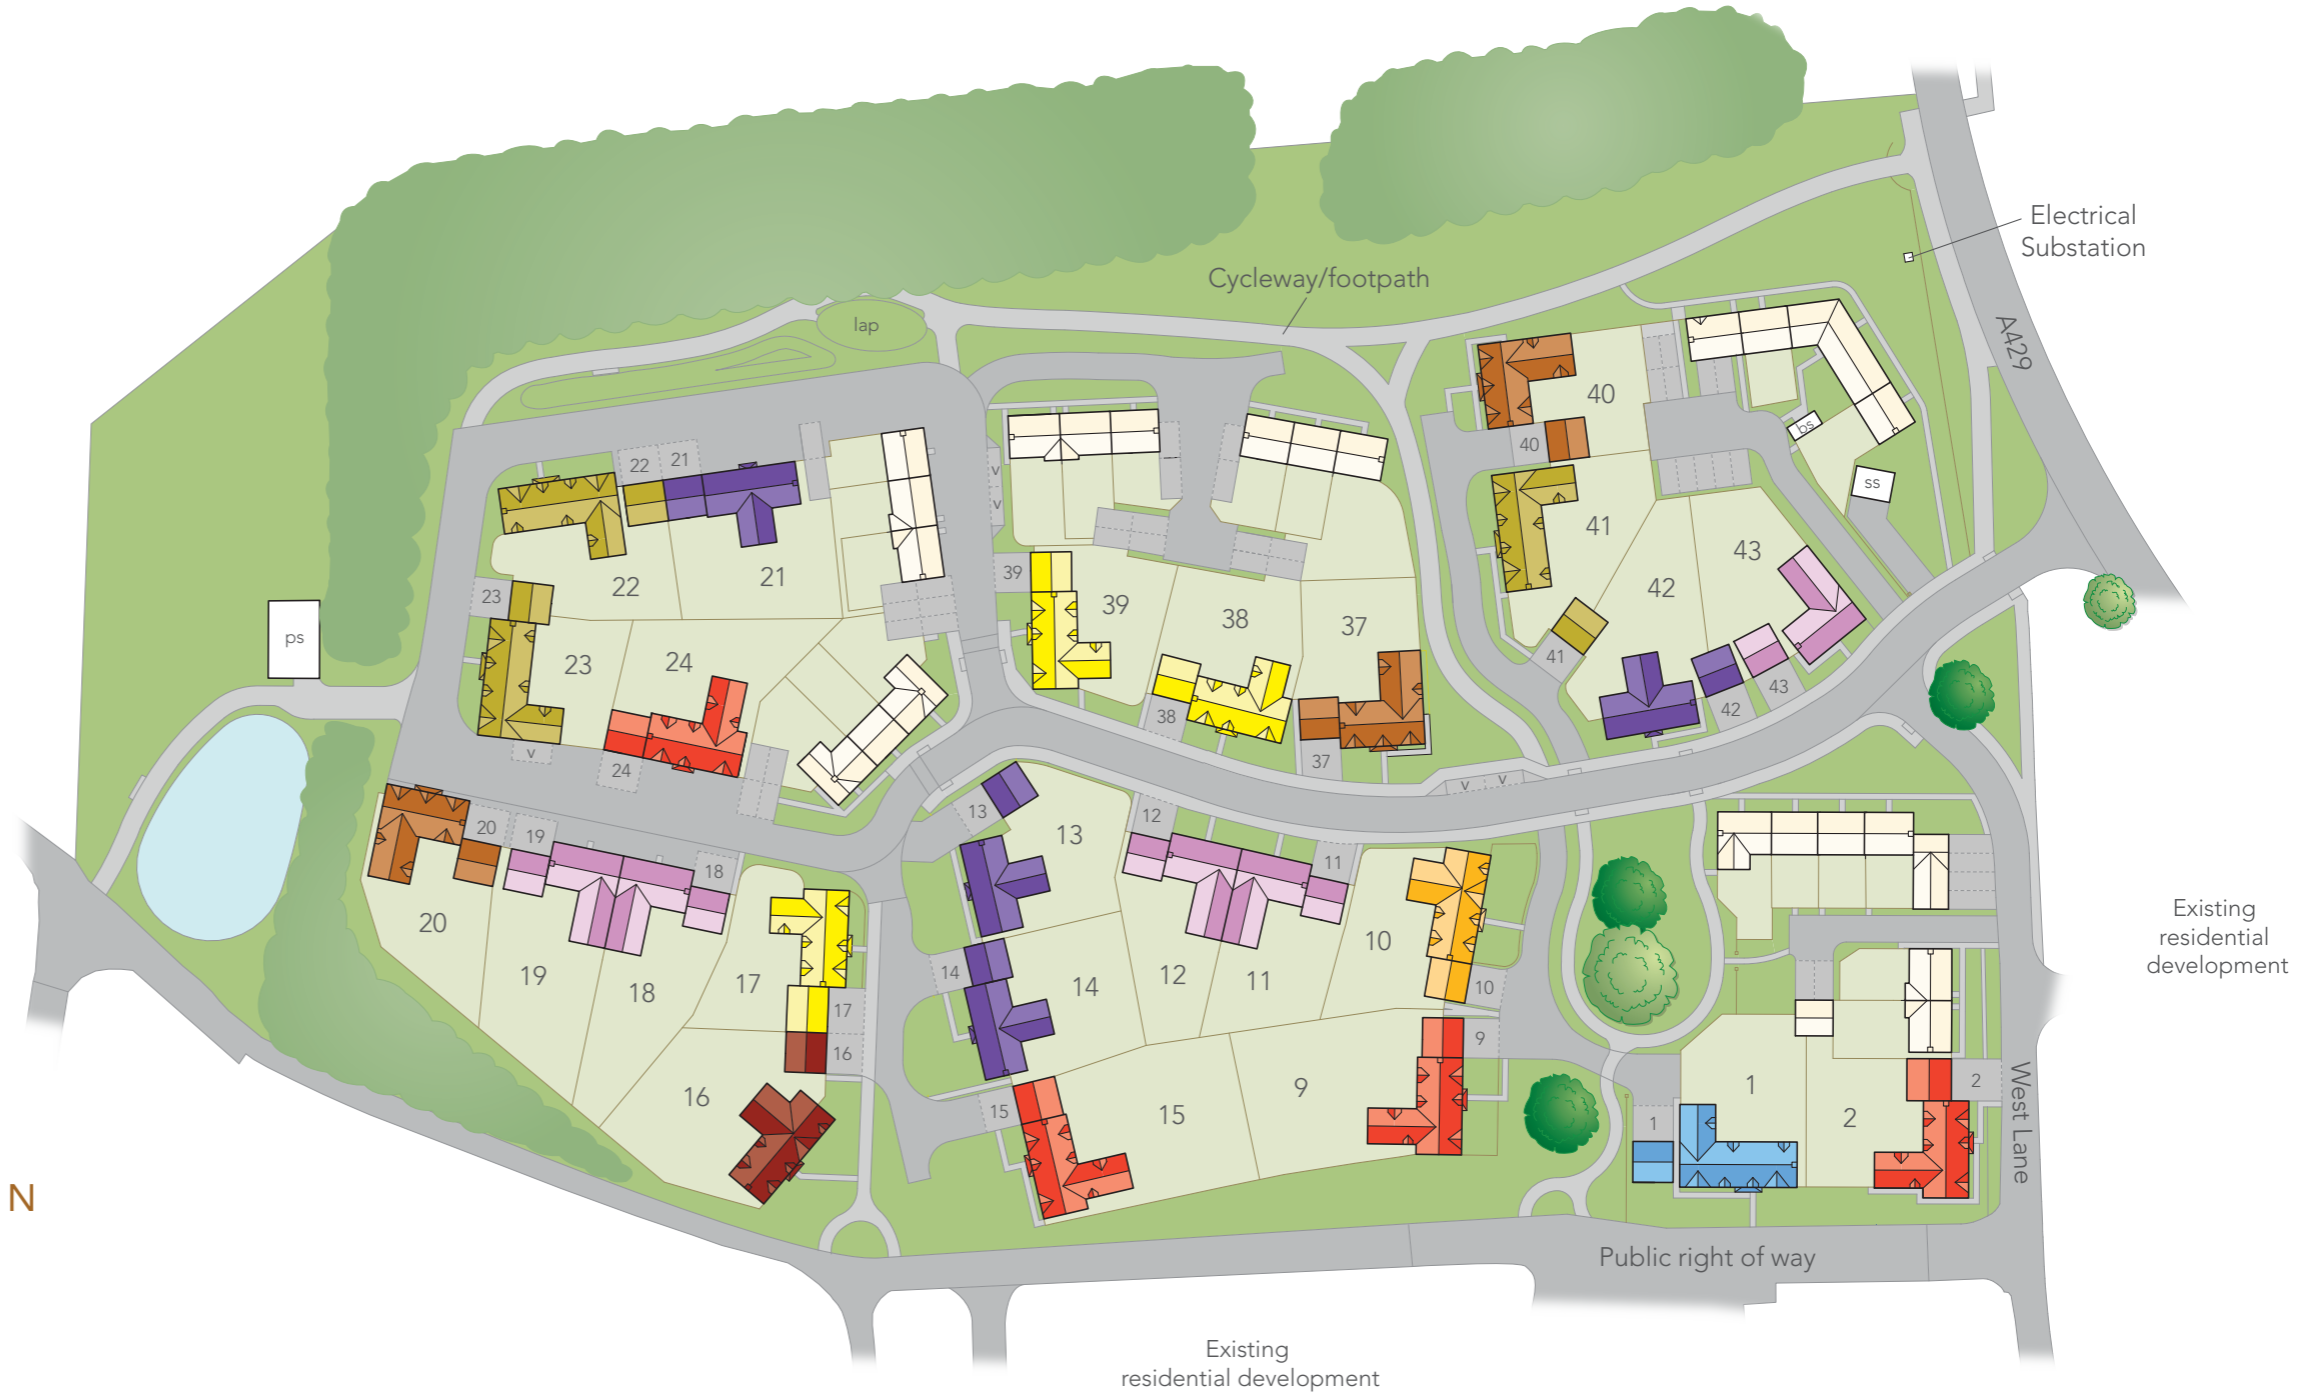 Electrical
Substation
Cycleway/footpath
lap
A429
40
22
21
40
v
v
bs
ss
41
43
39
23
22
21
39
38
37
42
ps
23
24
41
43
42
38
37
v
24
v
v
13
13
12
20
19
18
12
11
20
19
18
17
14
14
12
11
10
10
Existing
residential
development
17
16
9
16
15
15
9
1
1
2
2
West Lane
N
Public right of way
Existing
residential development